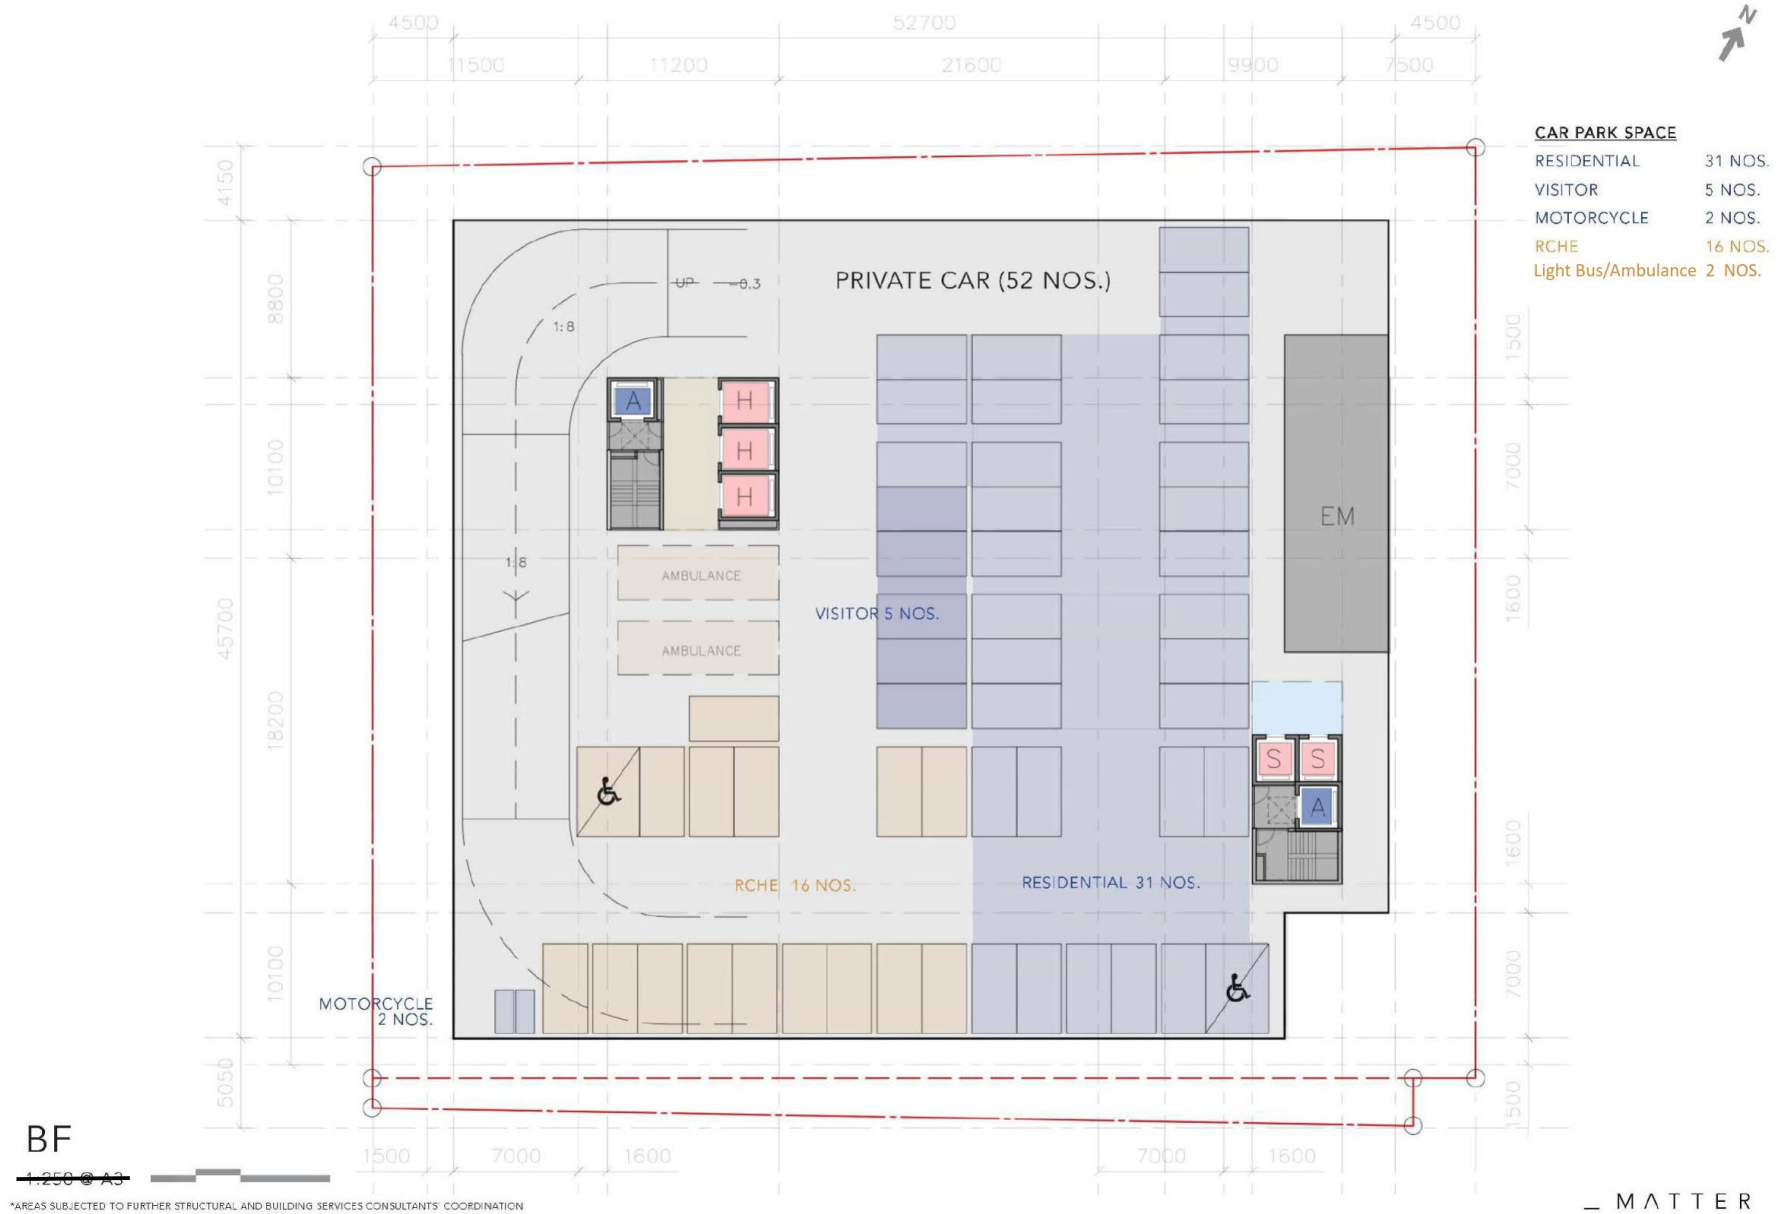 4500 52700 4500
11500 11200 21600 9900 7500
N
CAR PARK SPACE
RESIDENTIAL 31 NOS.
VISITOR 5 NOS.
MOTORCYCLE 2 NOS.
RCHE 16 NOS.
Light Bus/Ambulance 2 NOS.
4150
8800
10100
45700
18200
10100
5050
UP -0.3
PRIVATE CAR (52 NOS.)
1:8
A
H
H
H
1:8
AMBULANCE
AMBULANCE
VISITOR 5 NOS.
EM
S S
A
RCHE 16 NOS.
RESIDENTIAL 31 NOS.
MOTORCYCLE
2 NOS.
1500
7000
1600
1600
7000
1500
1500 7000 1600 7000 1600
BF
1:250 @ A3
*AREAS SUBJECTED TO FURTHER STRUCTURAL AND BUILDING SERVICES CONSULTANTS' COORDINATION
_ MATTER